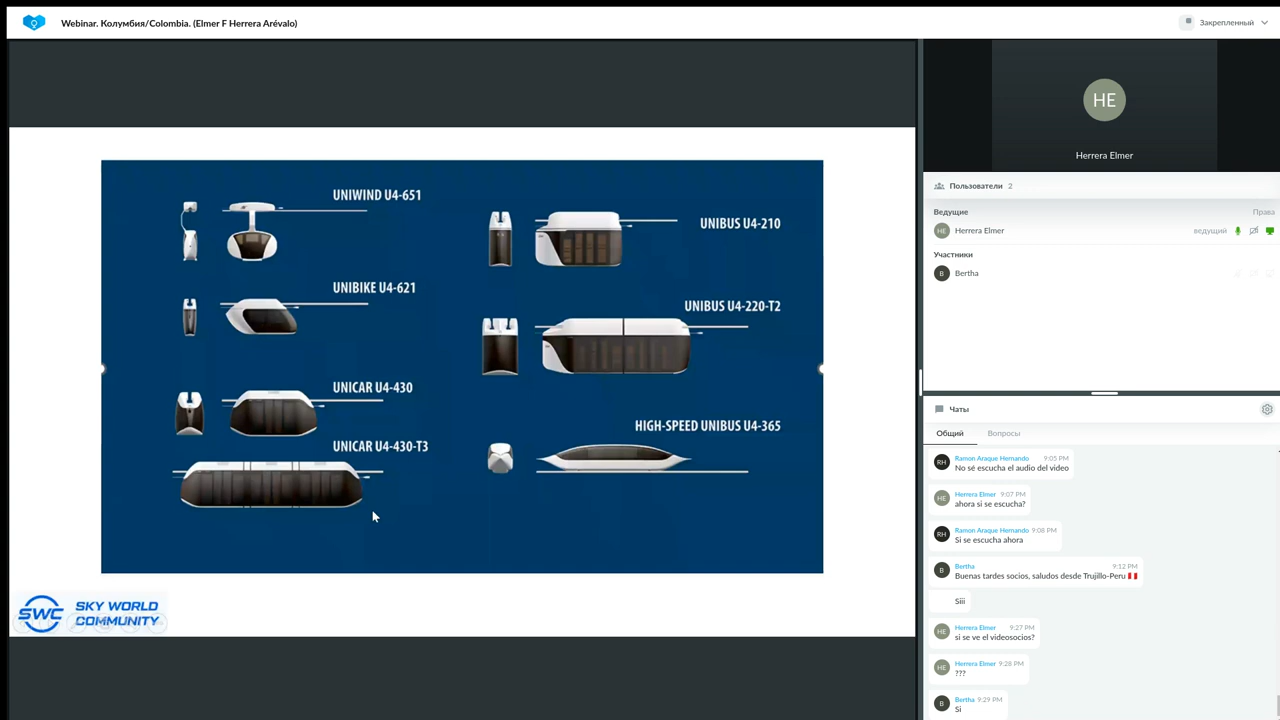 Webinar. Колумбия/Colombia. (Elmer F Herrera Arévalo)
Закрепленный
UNIWIND U4-651
UNIBIKE U4-621
UNICAR U4-430
UNICAR U4-430-T3
UNIBUS U4-210
UNIBUS U4-220-T2
HIGH-SPEED UNIBUS U4-365
SWC SKY WORLD
COMMUNITY
HE
Herrera Elmer
Пользователи 2
Ведущие Права
HE Herrera Elmer ведущий
Участники
B Bertha
Чаты
Общий Вопросы
RH Ramon Araque Hernando 9:05 PM
No sé escucha el audio del video
HE Herrera Elmer 9:07 PM
ahora si se escucha?
RH Ramon Araque Hernando 9:08 PM
Si se escucha ahora
B Bertha 9:12 PM
Buenas tardes socios, saludos desde Trujillo-Peru 🇵🇪
Siii
HE Herrera Elmer 9:27 PM
si se ve el videosocios?
HE Herrera Elmer 9:28 PM
???
B Bertha 9:29 PM
Si